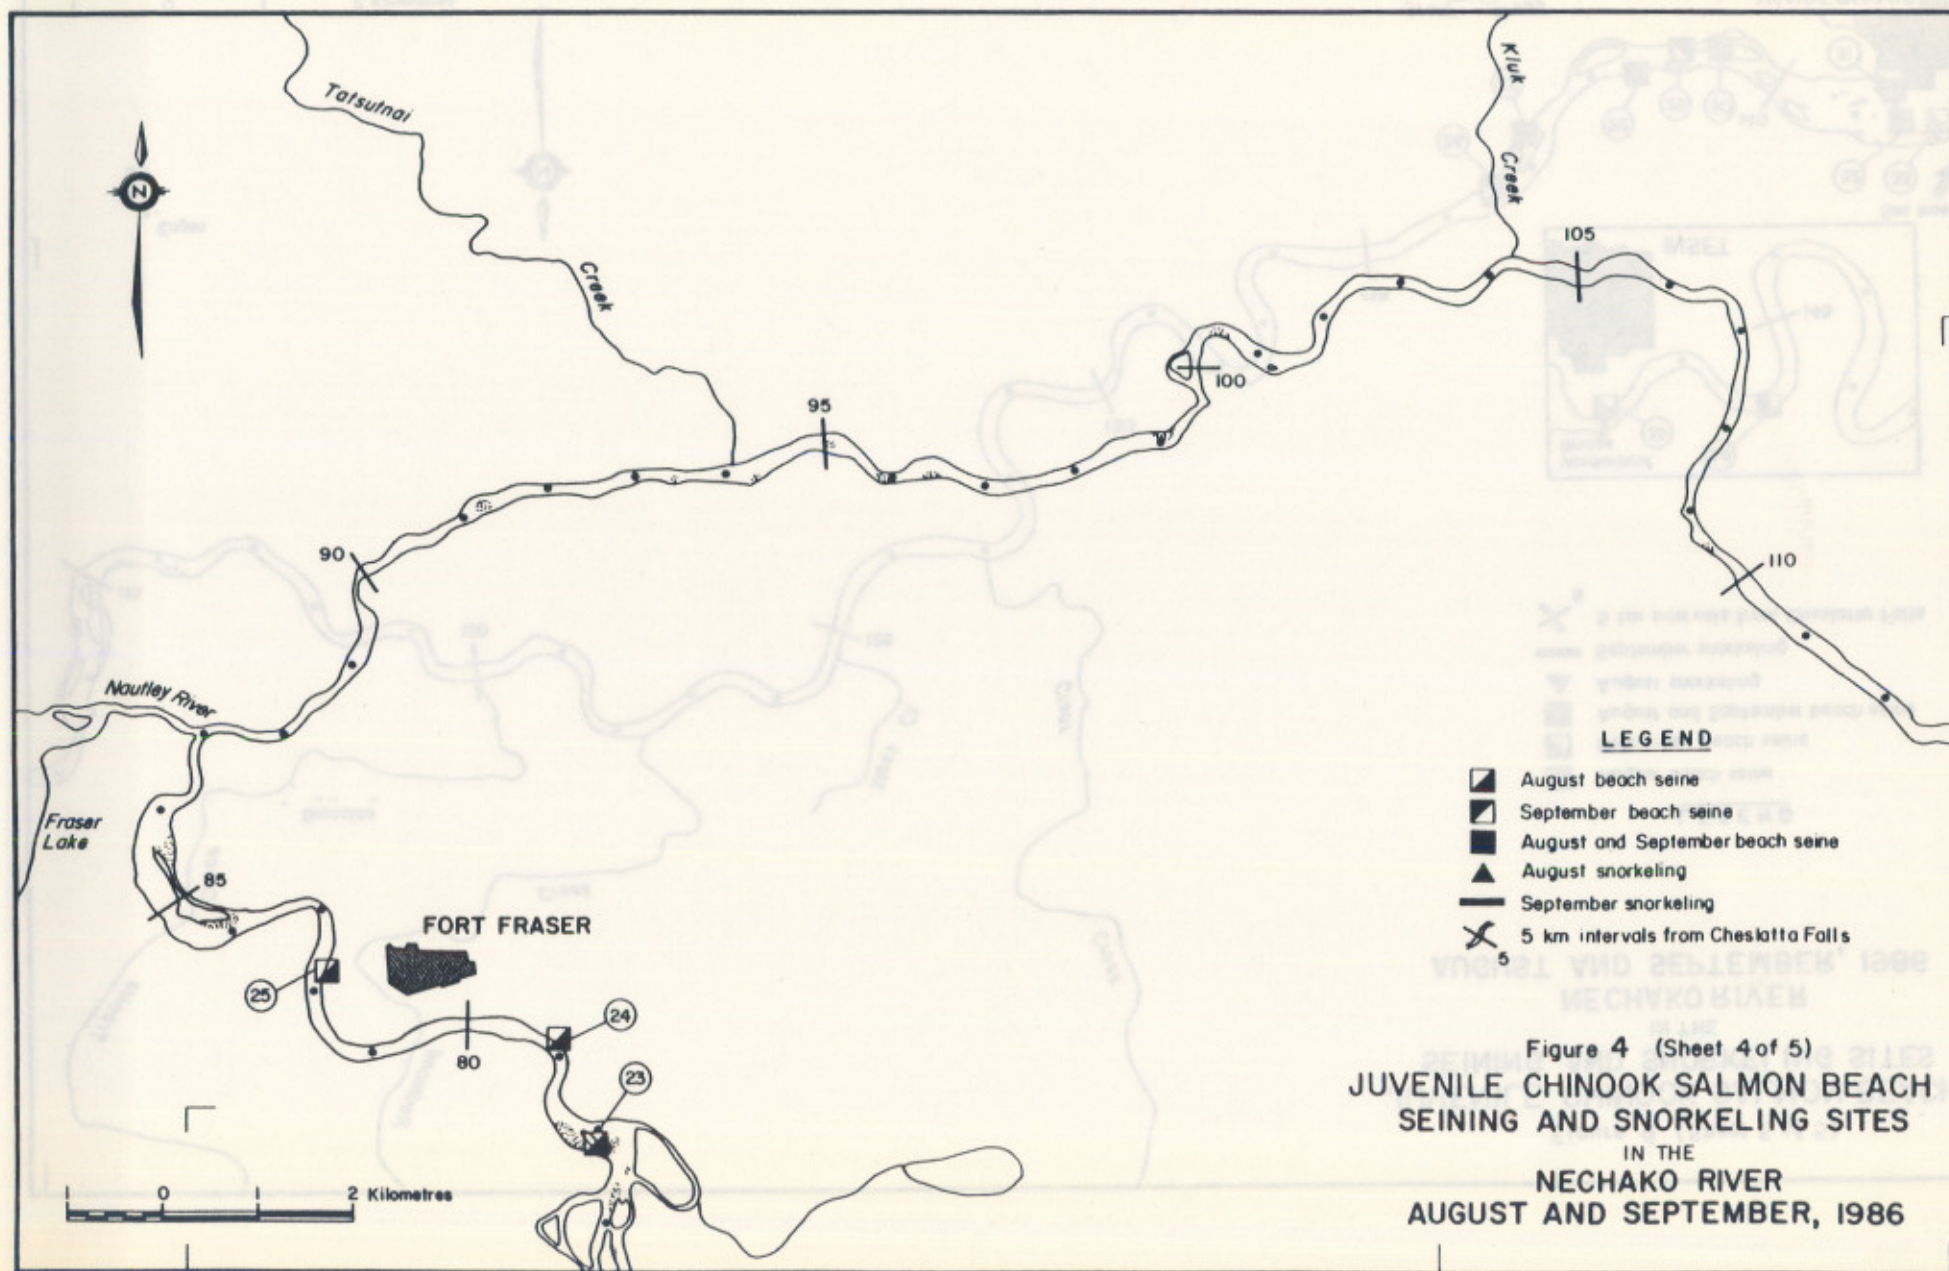 Tatsutnai
Creek
Kluk
Creek
N
105
100
95
90
110
Nautley River
Fraser
Lake
85
FORT FRASER
25
24
80
23
0 1 2 Kilometres
LEGEND
August beach seine
September beach seine
August and September beach seine
August snorkeling
September snorkeling
5 km intervals from Cheslatta Falls
5
Figure 4 (Sheet 4 of 5)
JUVENILE CHINOOK SALMON BEACH
SEINING AND SNORKELING SITES
IN THE
NECHAKO RIVER
AUGUST AND SEPTEMBER, 1986